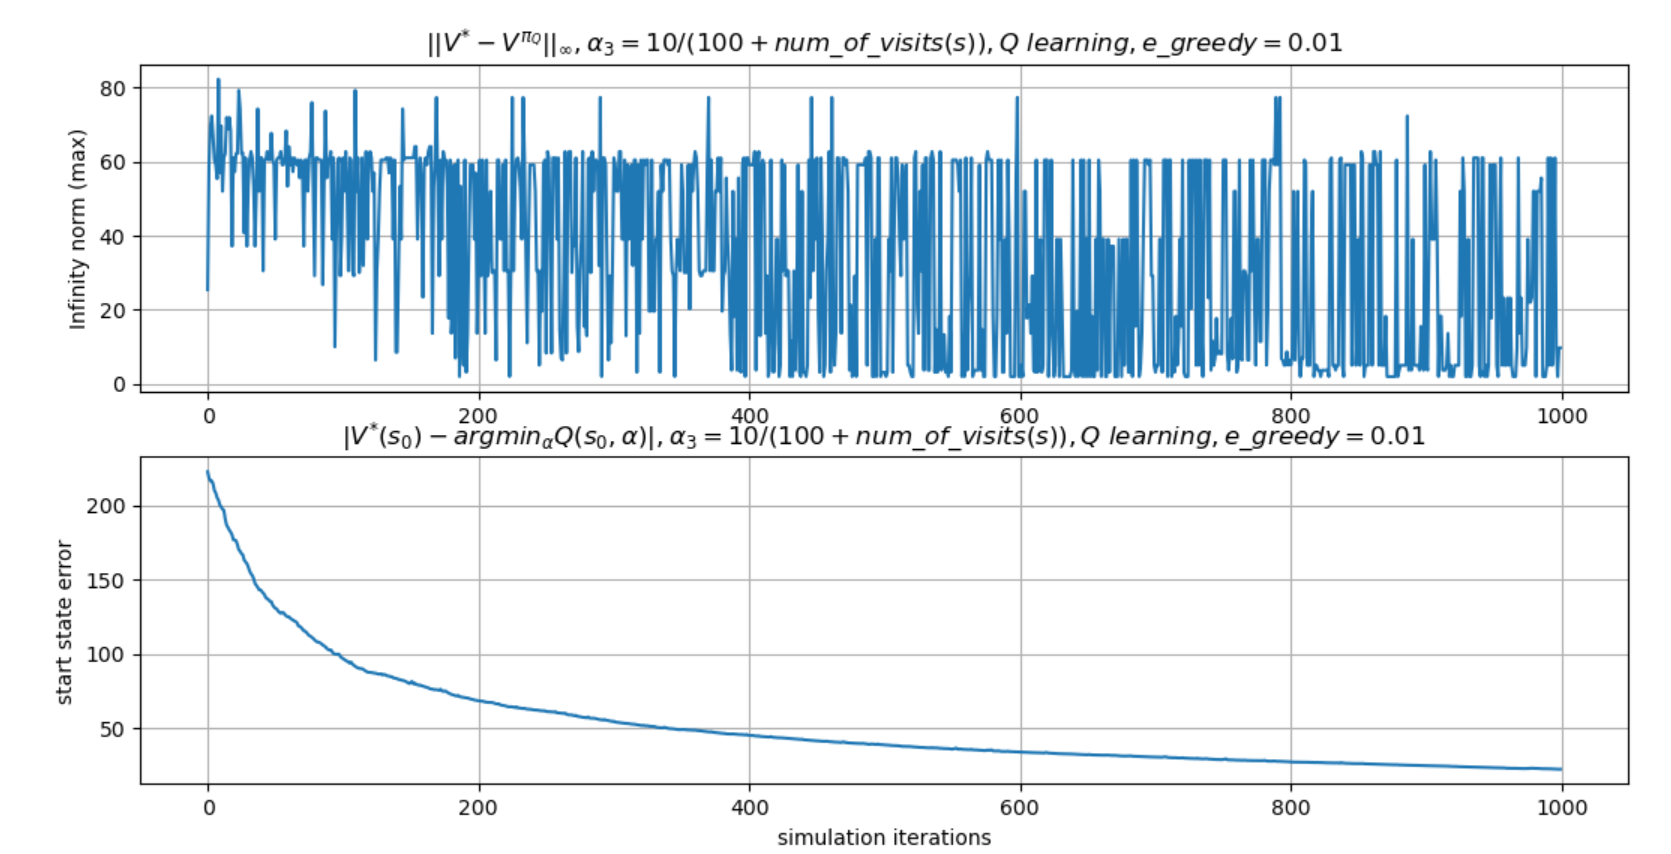 ||V* − V^{π_Q}||_∞, α₃ = 10/(100 + num_of_visits(s)), Q learning, e_greedy = 0.01
Infinity norm (max)
80
60
40
20
0
0 200 400 600 800 1000
|V*(s₀) − argmin_α Q(s₀, α)|, α₃ = 10/(100 + num_of_visits(s)), Q learning, e_greedy = 0.01
start state error
200
150
100
50
0 200 400 600 800 1000
simulation iterations